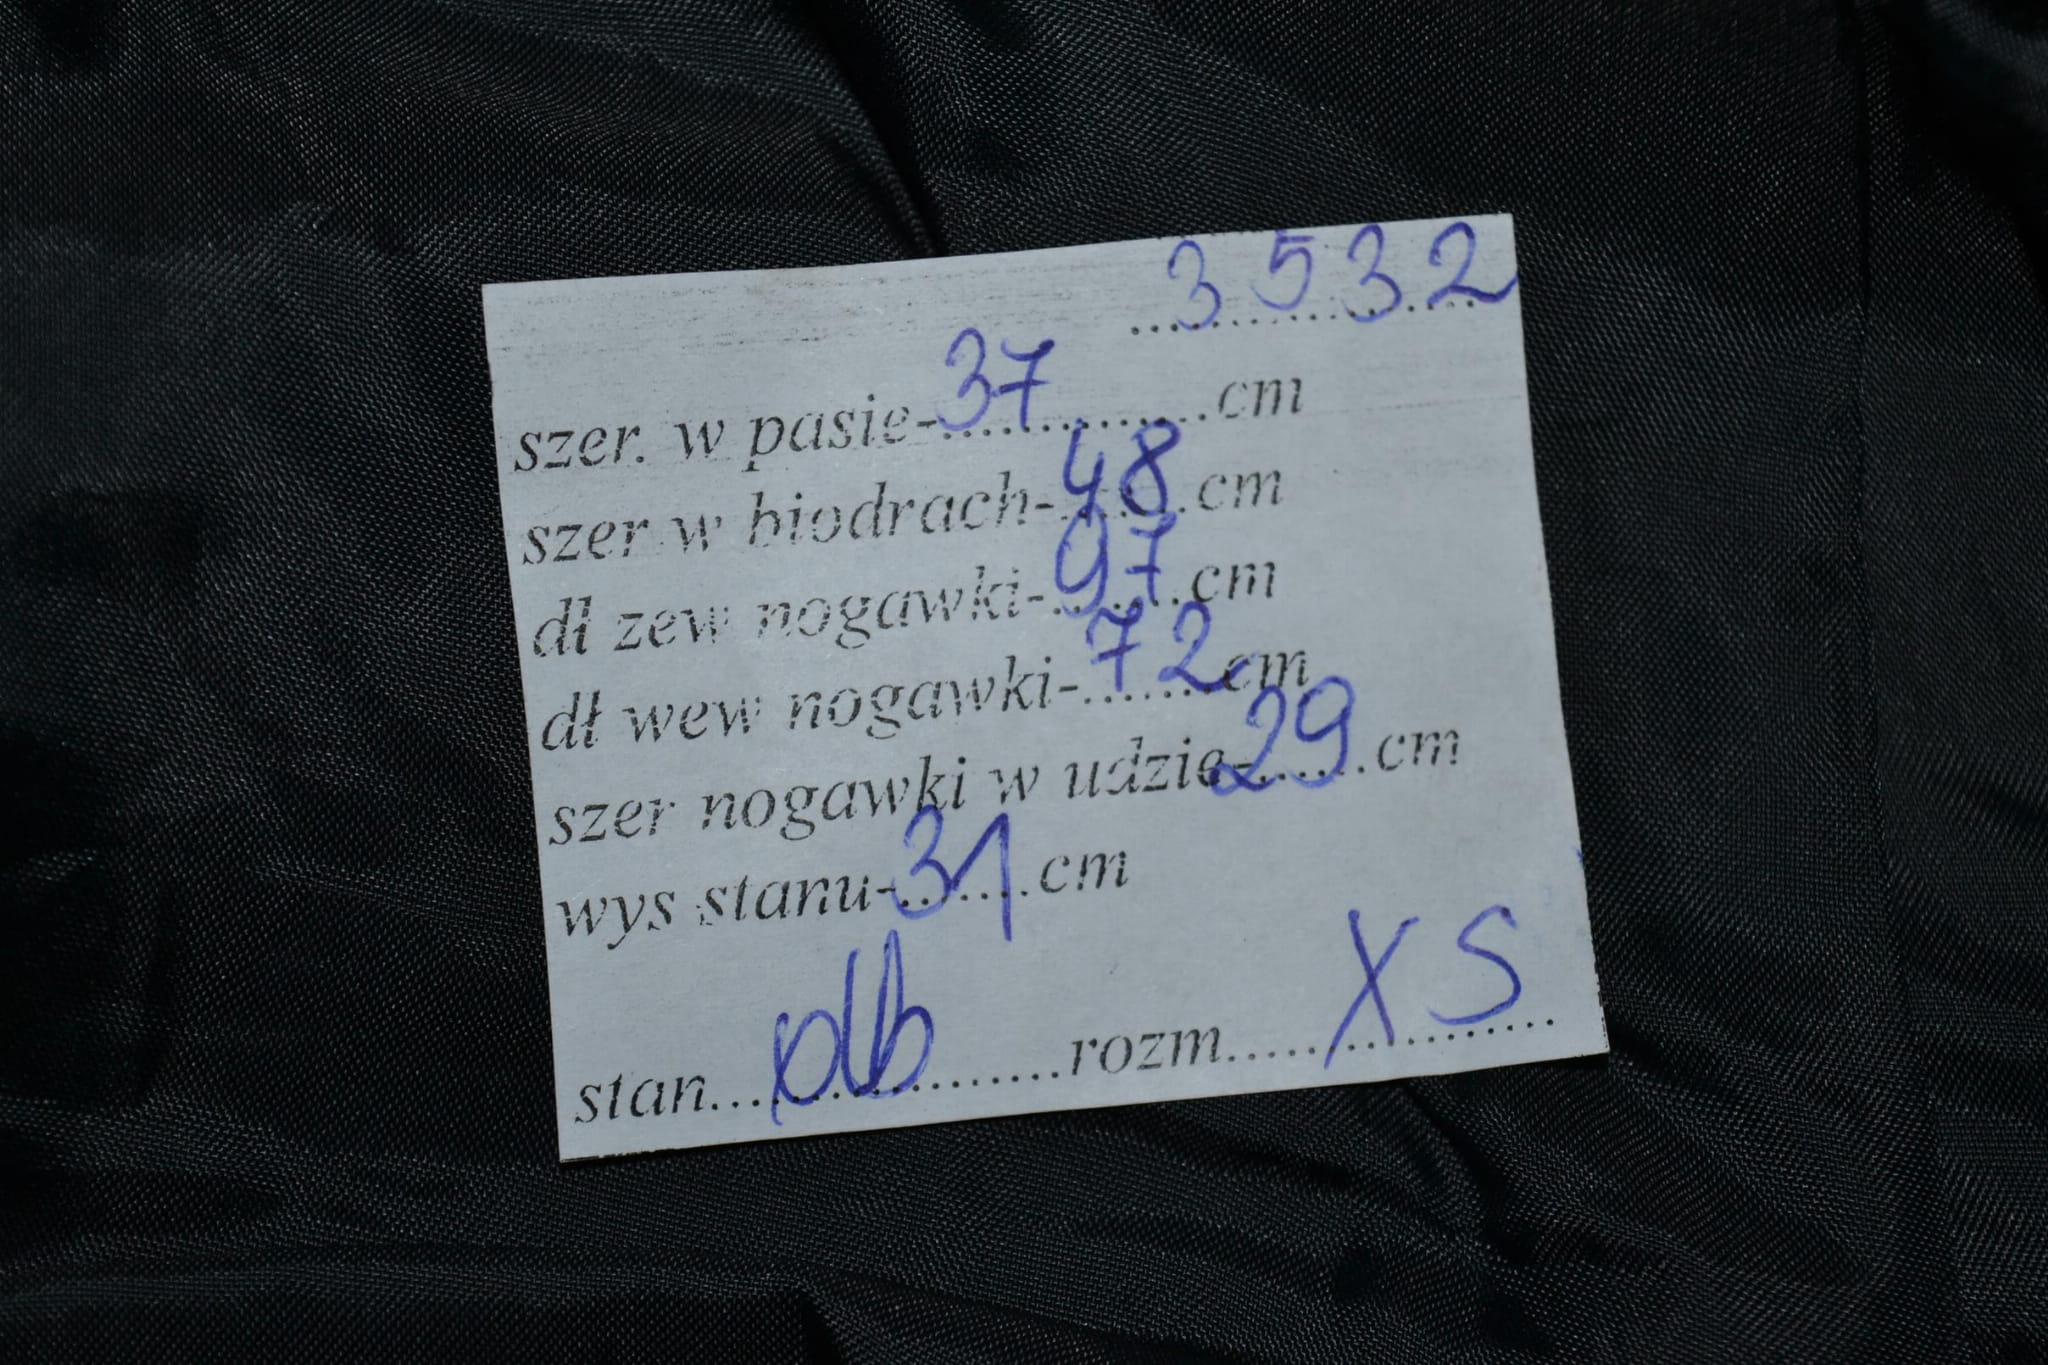 3532
szer. w pasie-37.........cm
szer w biodrach-48...cm
dł zew nogawki-97...cm
dł wew nogawki-72...cm
szer nogawki w udzie-29...cm
wys stanu-31...cm
stan... ...rozm...XS